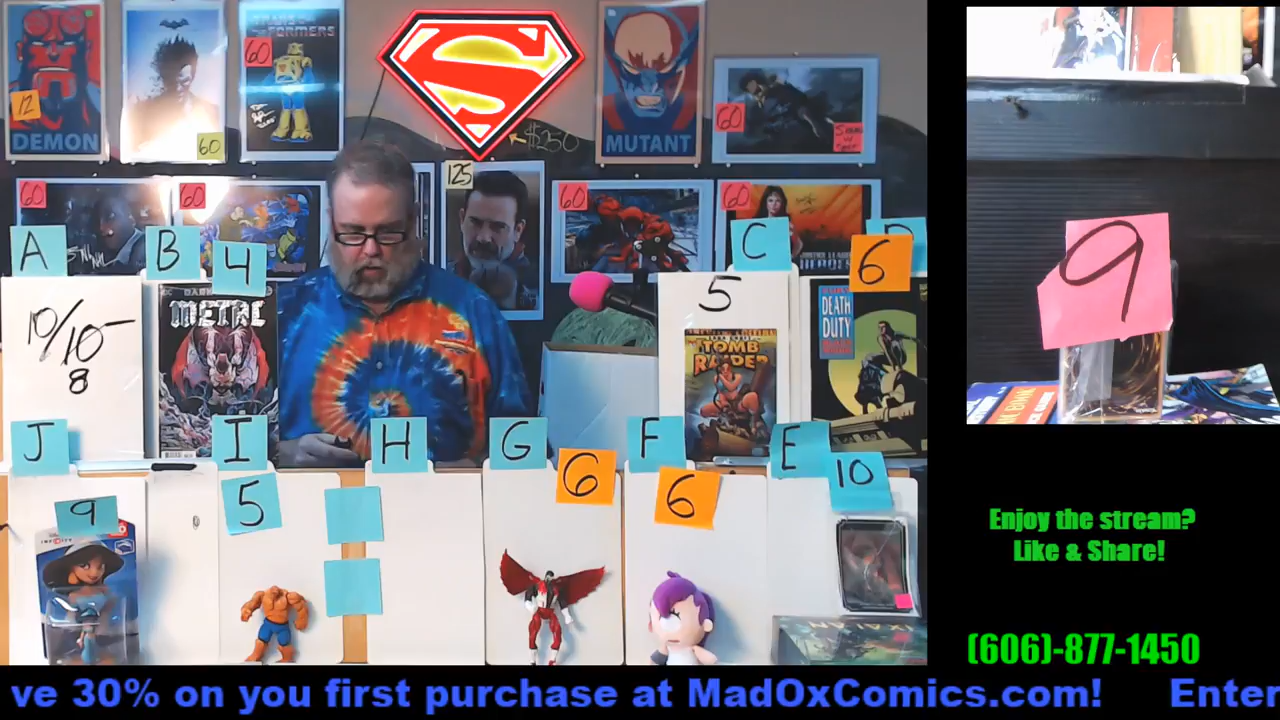 12
DEMON
60
60
MUTANT
60
$250
60
60
125
60
60
A
B
4
C
6
METAL
10/10
8
5
TOMB
RAIDER
DEATH
DUTY
J
I
H
G
F
E
9
5
6
6
10
IXALAN
9
Enjoy the stream?
Like & Share!
(606)-877-1450
ve 30% on you first purchase at MadOxComics.com! Enter